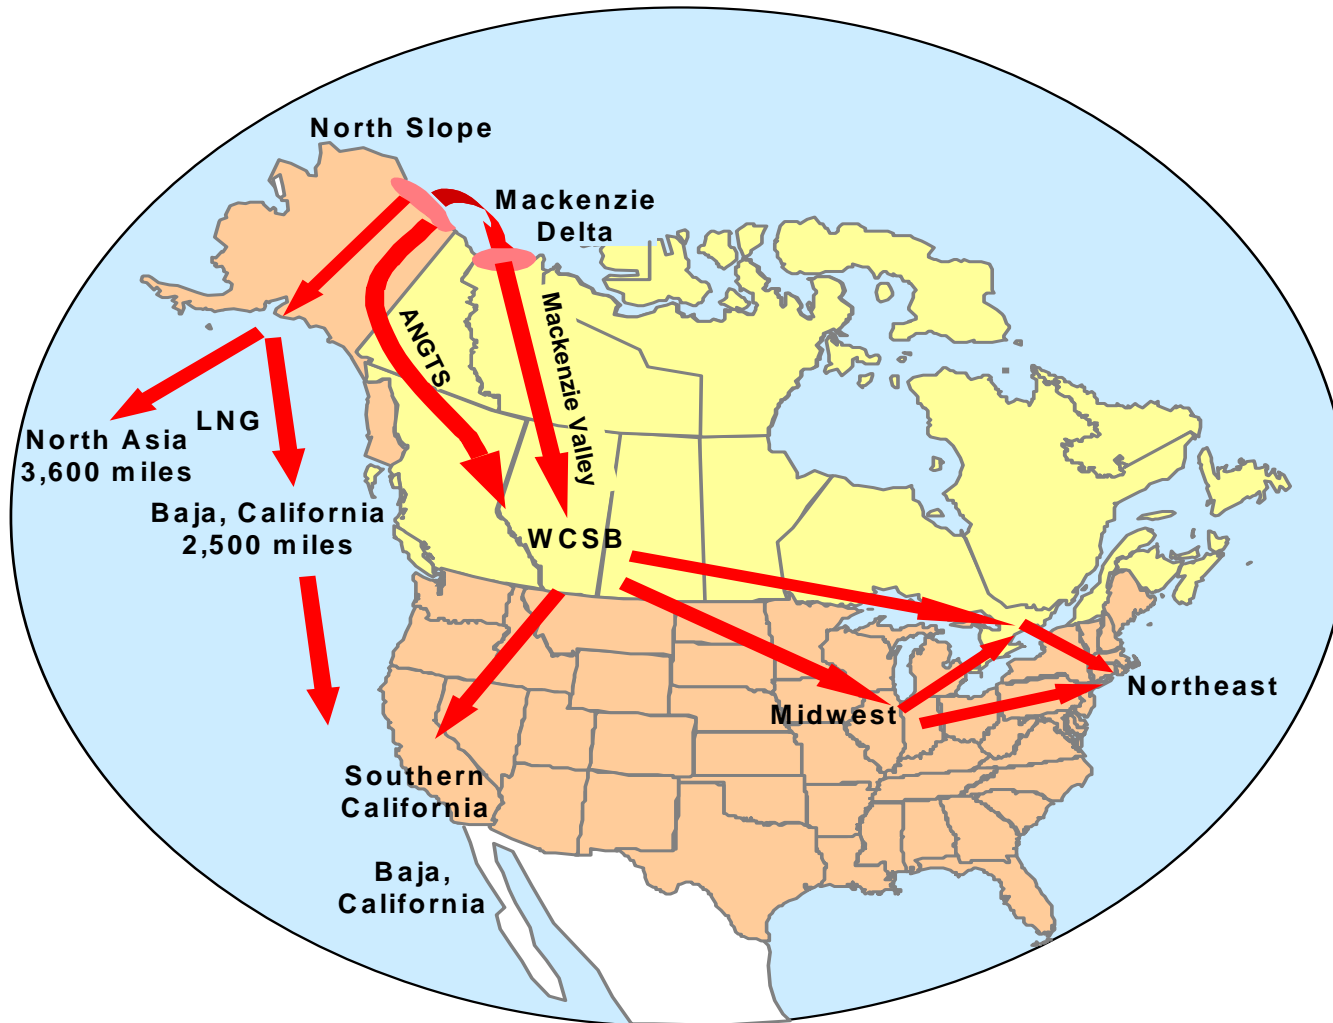 North Slope
Mackenzie
Delta
ANGTS
Mackenzie Valley
LNG
North Asia
3,600 miles
Baja, California
2,500 miles
WCSB
Midwest
Northeast
Southern
California
Baja,
California